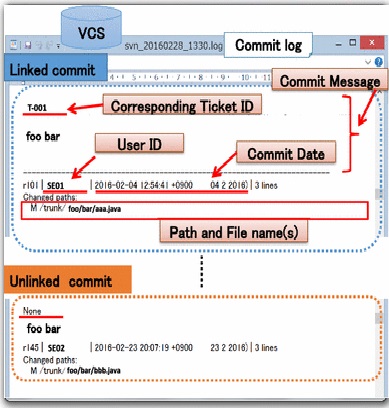 VCS
svn_20160228_1330.log
Commit log
Linked commit
Commit Message
T-001
Corresponding Ticket ID
foo bar
User ID
Commit Date
r101 | SE01 | 2016-02-04 12:54:41 +0900 04 2 2016) | 3 lines
Changed paths:
M /trunk/ foo/bar/aaa.java
Path and File name(s)
Unlinked commit
None
foo bar
r145 | SE02 | 2016-02-23 20:07:19 +0900 23 2 2016) | 3 lines
Changed paths:
M /trunk/foo/bar/bbb.java